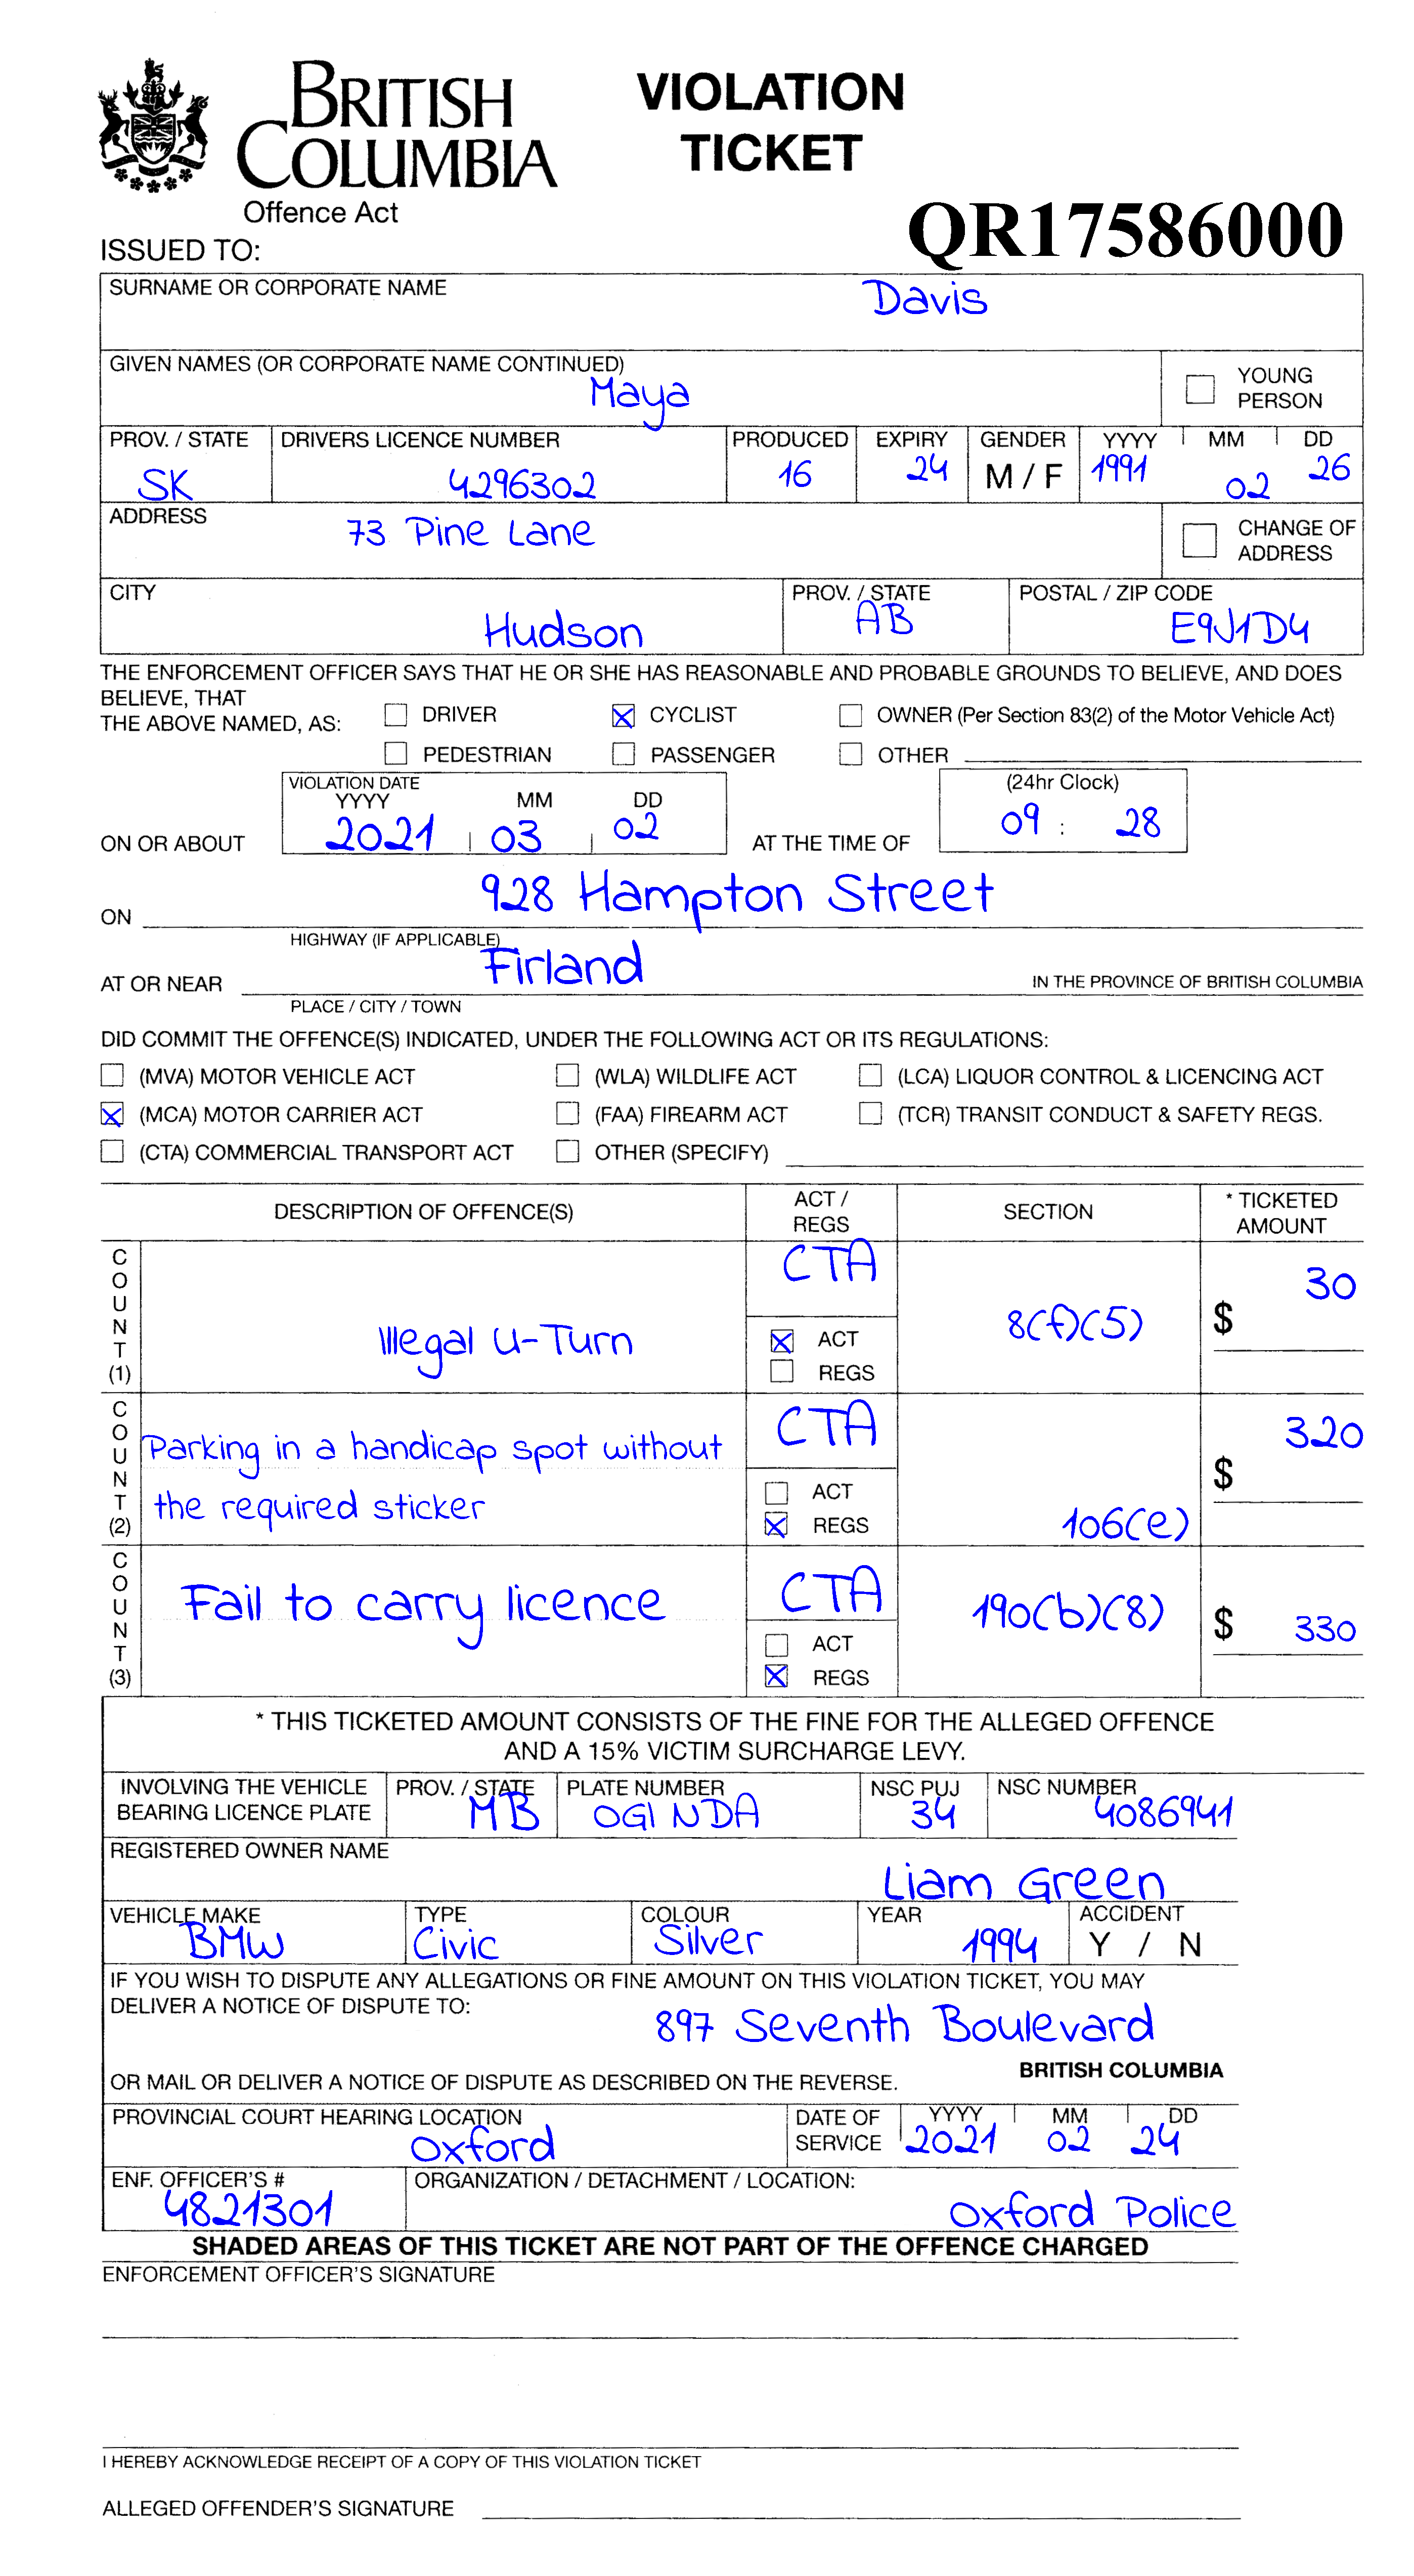 BRITISH COLUMBIA
Offence Act
VIOLATION TICKET
QR17586000
ISSUED TO:
SURNAME OR CORPORATE NAME
Davis
GIVEN NAMES (OR CORPORATE NAME CONTINUED)
Maya
YOUNG PERSON
PROV. / STATE DRIVERS LICENCE NUMBER PRODUCED EXPIRY GENDER YYYY MM DD
SK 4296302 16 24 M / F 1991 02 26
ADDRESS
73 Pine Lane
CHANGE OF ADDRESS
CITY PROV. / STATE POSTAL / ZIP CODE
Hudson AB E9J1D4
THE ENFORCEMENT OFFICER SAYS THAT HE OR SHE HAS REASONABLE AND PROBABLE GROUNDS TO BELIEVE, AND DOES
BELIEVE, THAT
THE ABOVE NAMED, AS: DRIVER CYCLIST OWNER (Per Section 83(2) of the Motor Vehicle Act)
PEDESTRIAN PASSENGER OTHER
VIOLATION DATE (24hr Clock)
YYYY MM DD
ON OR ABOUT 2021 03 02 AT THE TIME OF 09 : 28
ON 928 Hampton Street
HIGHWAY (IF APPLICABLE)
AT OR NEAR Firland IN THE PROVINCE OF BRITISH COLUMBIA
PLACE / CITY / TOWN
DID COMMIT THE OFFENCE(S) INDICATED, UNDER THE FOLLOWING ACT OR ITS REGULATIONS:
(MVA) MOTOR VEHICLE ACT (WLA) WILDLIFE ACT (LCA) LIQUOR CONTROL & LICENCING ACT
(MCA) MOTOR CARRIER ACT (FAA) FIREARM ACT (TCR) TRANSIT CONDUCT & SAFETY REGS.
(CTA) COMMERCIAL TRANSPORT ACT OTHER (SPECIFY)
DESCRIPTION OF OFFENCE(S) ACT / REGS SECTION * TICKETED AMOUNT
COUNT (1)
Illegal U-Turn
CTA
ACT
REGS
8(f)(5)
$ 30
COUNT (2)
Parking in a handicap spot without
the required sticker
CTA
ACT
REGS
106(e)
$ 320
COUNT (3)
Fail to carry licence
CTA
ACT
REGS
190(b)(8)
$ 330
* THIS TICKETED AMOUNT CONSISTS OF THE FINE FOR THE ALLEGED OFFENCE
AND A 15% VICTIM SURCHARGE LEVY.
INVOLVING THE VEHICLE BEARING LICENCE PLATE
PROV. / STATE PLATE NUMBER NSC PUJ NSC NUMBER
MB OGI NDA 34 4086941
REGISTERED OWNER NAME
Liam Green
VEHICLE MAKE TYPE COLOUR YEAR ACCIDENT
BMW Civic Silver 1994 Y / N
IF YOU WISH TO DISPUTE ANY ALLEGATIONS OR FINE AMOUNT ON THIS VIOLATION TICKET, YOU MAY
DELIVER A NOTICE OF DISPUTE TO:
897 Seventh Boulevard
BRITISH COLUMBIA
OR MAIL OR DELIVER A NOTICE OF DISPUTE AS DESCRIBED ON THE REVERSE.
PROVINCIAL COURT HEARING LOCATION
Oxford
DATE OF SERVICE
YYYY MM DD
2021 02 24
ENF. OFFICER'S # ORGANIZATION / DETACHMENT / LOCATION:
4821301 Oxford Police
SHADED AREAS OF THIS TICKET ARE NOT PART OF THE OFFENCE CHARGED
ENFORCEMENT OFFICER'S SIGNATURE
I HEREBY ACKNOWLEDGE RECEIPT OF A COPY OF THIS VIOLATION TICKET
ALLEGED OFFENDER'S SIGNATURE